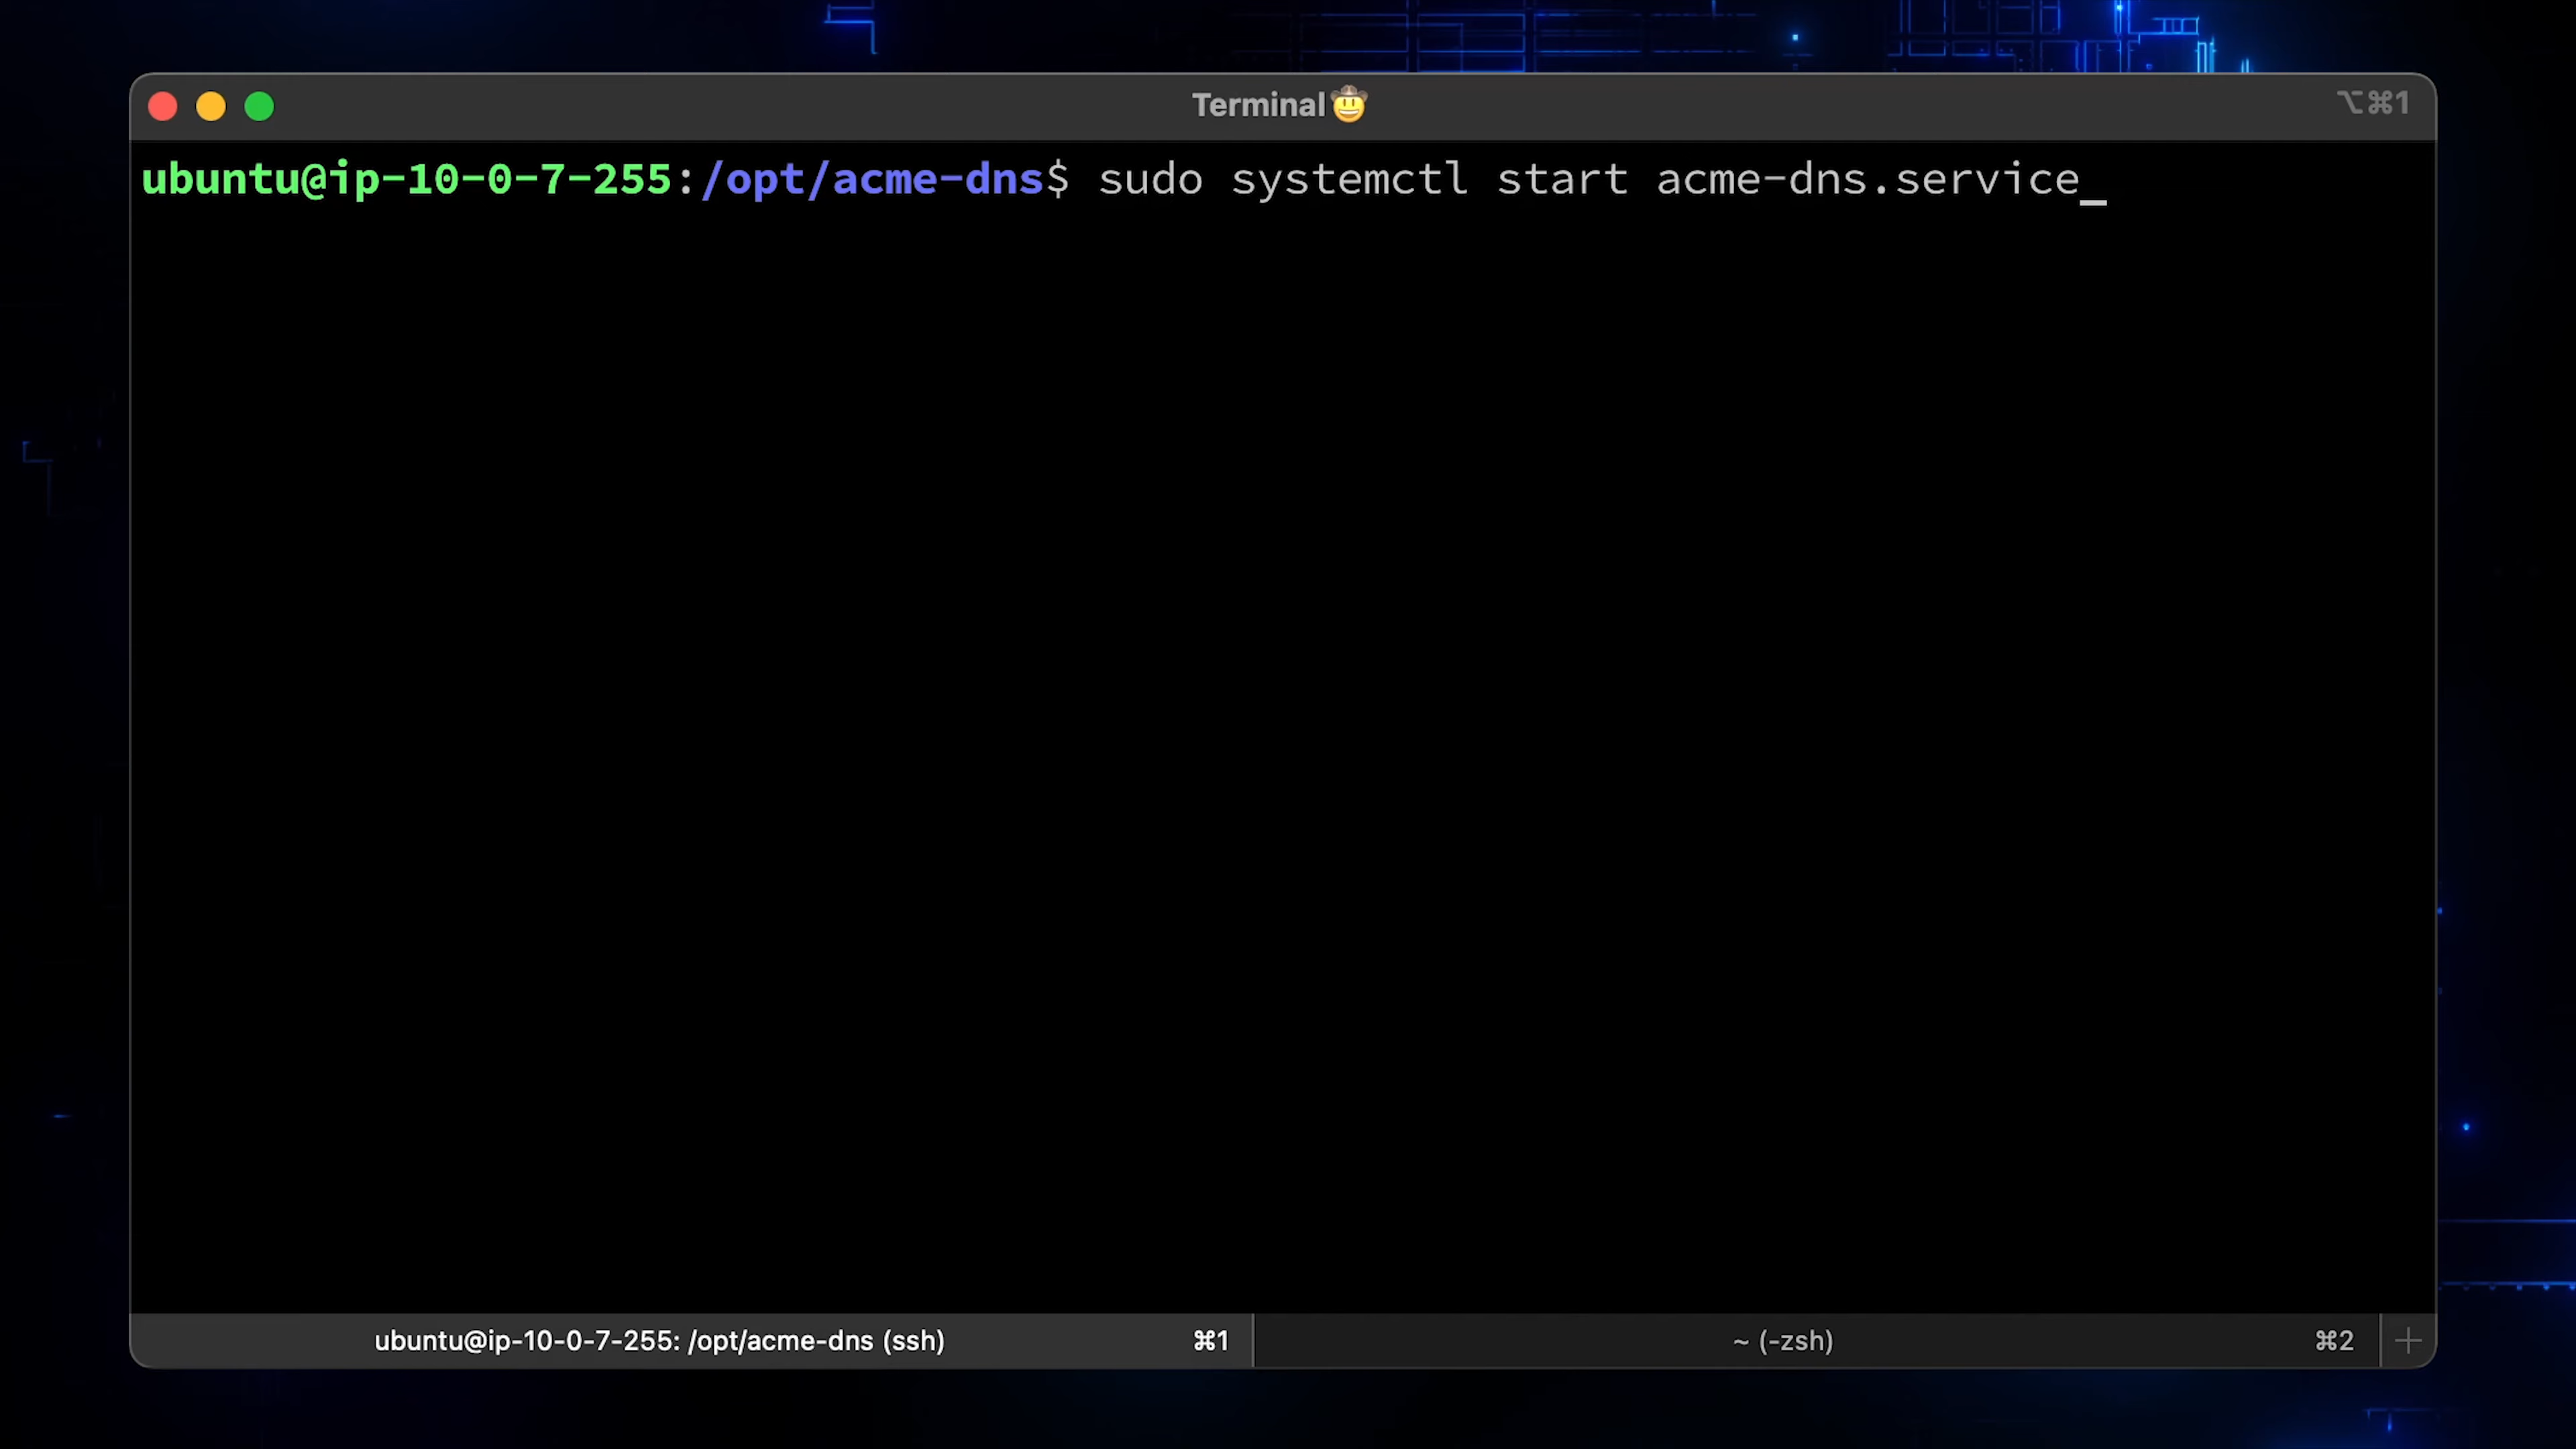 Terminal🤠
⌥⌘1
ubuntu@ip-10-0-7-255:/opt/acme-dns$ sudo systemctl start acme-dns.service_
ubuntu@ip-10-0-7-255: /opt/acme-dns (ssh)
⌘1
~ (-zsh)
⌘2
+